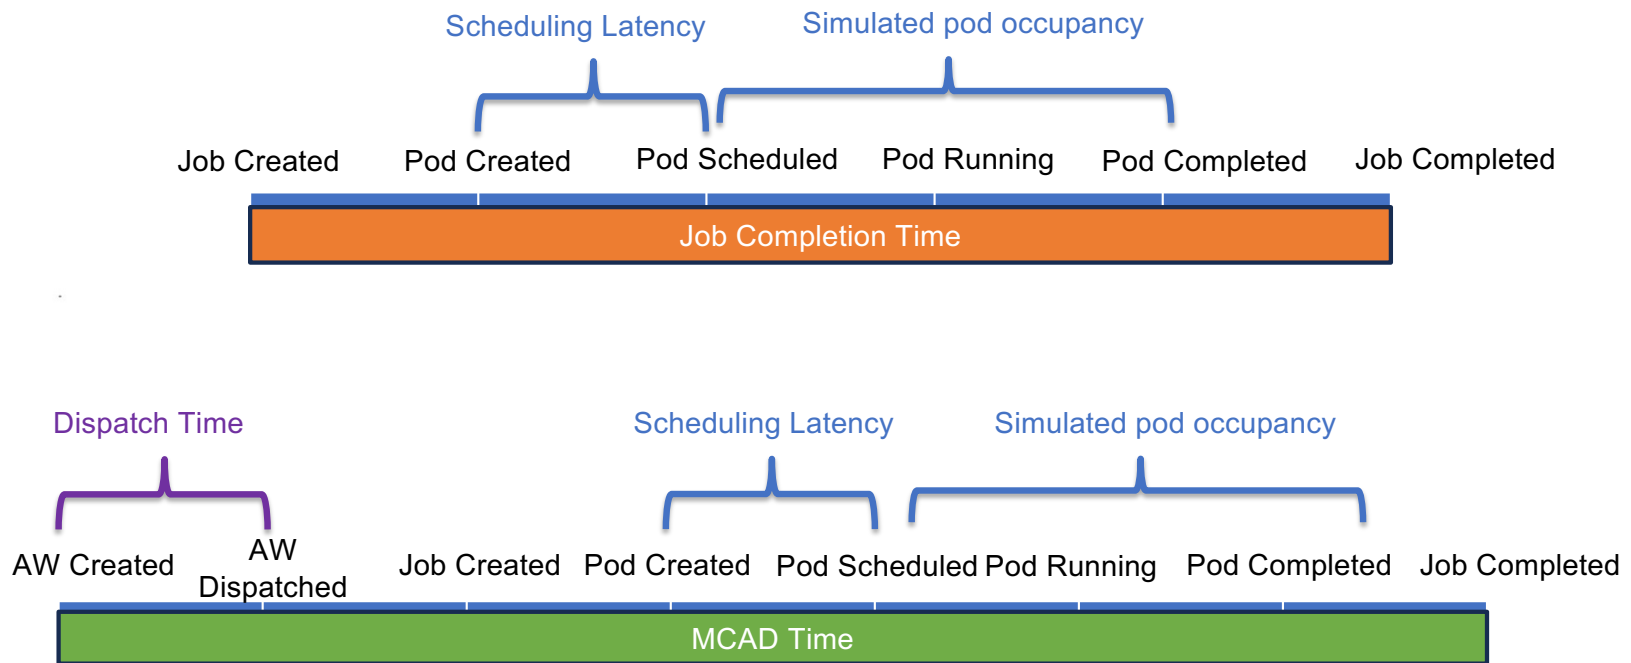 Scheduling Latency
Simulated pod occupancy
Job Created
Pod Created
Pod Scheduled
Pod Running
Pod Completed
Job Completed
Job Completion Time
Dispatch Time
Scheduling Latency
Simulated pod occupancy
AW Created
AW
Dispatched
Job Created
Pod Created
Pod Scheduled
Pod Running
Pod Completed
Job Completed
MCAD Time